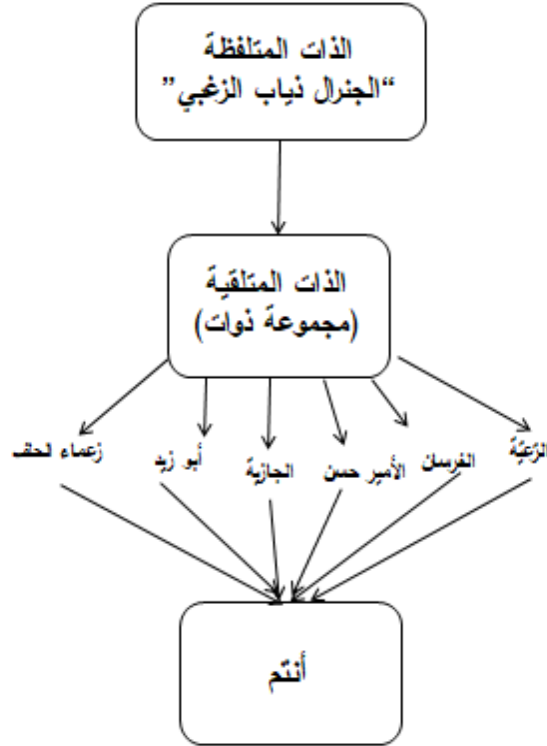 الذات المتلفظة
“الجنرال ذياب الزغبي”
الذات المتلقية
(مجموعة ذوات)
الرّعيّة
الفرسان
الأمير حسن
الجازية
أبو زيد
زعماء لحلف
أنتم